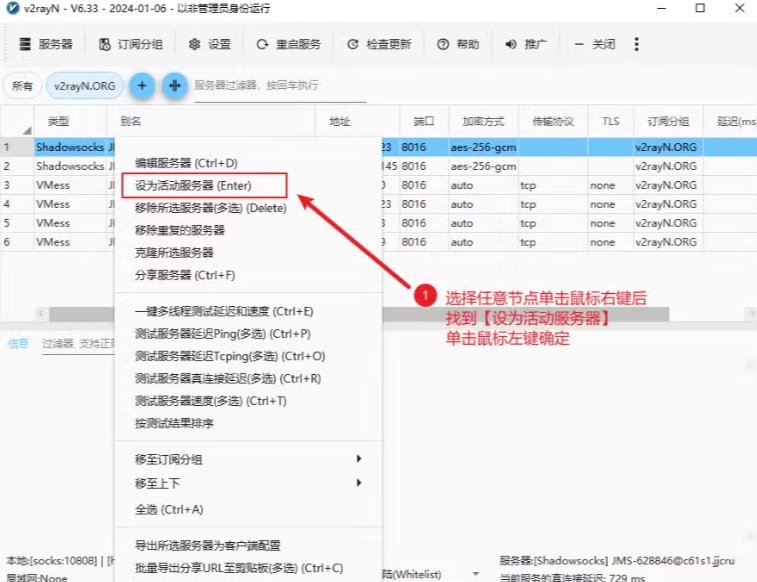 v2rayN - V6.33 - 2024-01-06 - 以非管理员身份运行
服务器 订阅分组 设置 重启服务 检查更新 帮助 推广 关闭
所有 v2rayN.ORG 服务器过滤器，按回车执行
类型 别名 地址 端口 加密方式 传输协议 TLS 订阅分组 延迟(ms
1 Shadowsocks 23 8016 aes-256-gcm v2rayN.ORG
2 Shadowsocks 145 8016 aes-256-gcm v2rayN.ORG
3 VMess 0 8016 auto tcp none v2rayN.ORG
4 VMess 23 8016 auto tcp none v2rayN.ORG
5 VMess 3 8016 auto tcp none v2rayN.ORG
6 VMess 9 8016 auto tcp none v2rayN.ORG
编辑服务器 (Ctrl+D)
设为活动服务器 (Enter)
移除所选服务器(多选) (Delete)
移除重复的服务器
克隆所选服务器
分享服务器 (Ctrl+F)
一键多线程测试延迟和速度 (Ctrl+E)
测试服务器延迟Ping(多选) (Ctrl+P)
测试服务器延迟Tcping(多选) (Ctrl+O)
测试服务器真连接延迟(多选) (Ctrl+R)
测试服务器速度(多选) (Ctrl+T)
按测试结果排序
移至订阅分组
移至上下
全选 (Ctrl+A)
导出所选服务器为客户端配置
批量导出分享URL至剪贴板(多选) (Ctrl+C)
1 选择任意节点单击鼠标右键后
找到【设为活动服务器】
单击鼠标左键确定
信息 过滤器, 支持正则
本地:[socks:10808] | [h
局域网:None
陆(Whitelist)
服务器:[Shadowsocks] JMS-628846@c61s1.jjcru
当前服务的真连接延迟: 729 ms